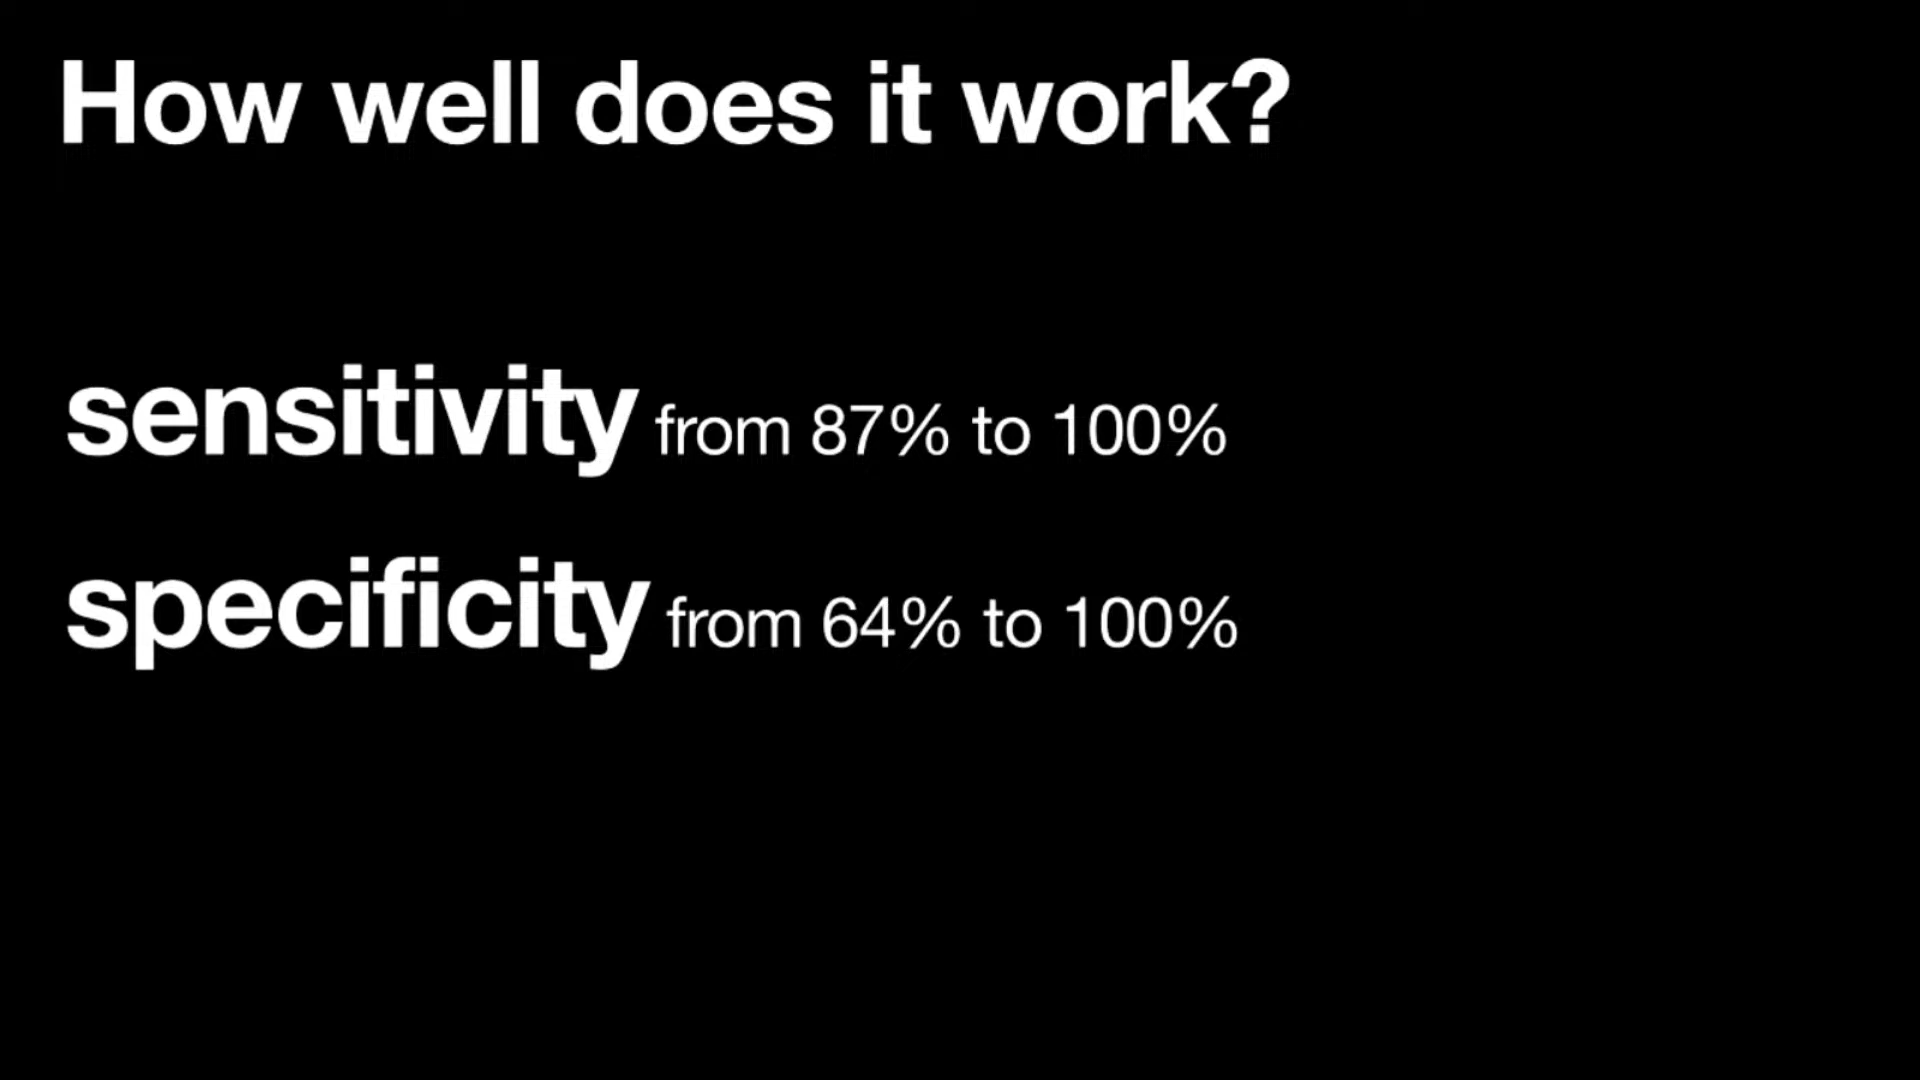 How well does it work?
sensitivity from 87% to 100%
specificity from 64% to 100%